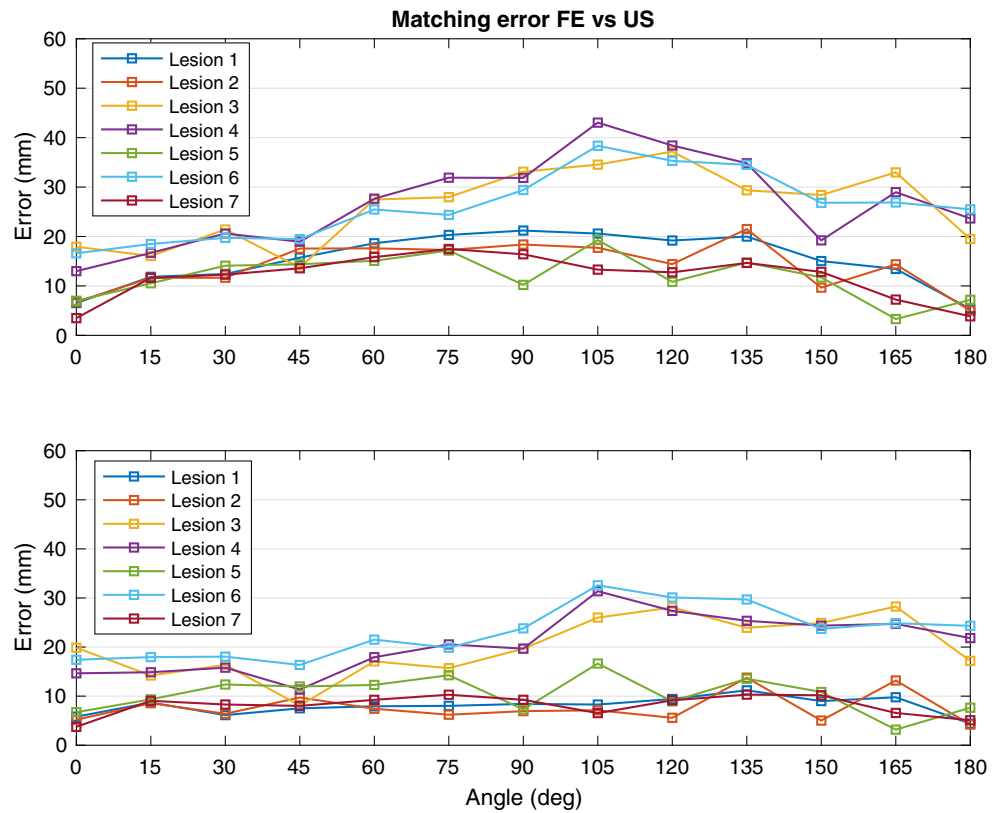 Matching error FE vs US
60
50
40
30
20
10
0
Error (mm)
Lesion 1
Lesion 2
Lesion 3
Lesion 4
Lesion 5
Lesion 6
Lesion 7
0 15 30 45 60 75 90 105 120 135 150 165 180
60
50
40
30
20
10
0
Error (mm)
Lesion 1
Lesion 2
Lesion 3
Lesion 4
Lesion 5
Lesion 6
Lesion 7
0 15 30 45 60 75 90 105 120 135 150 165 180
Angle (deg)